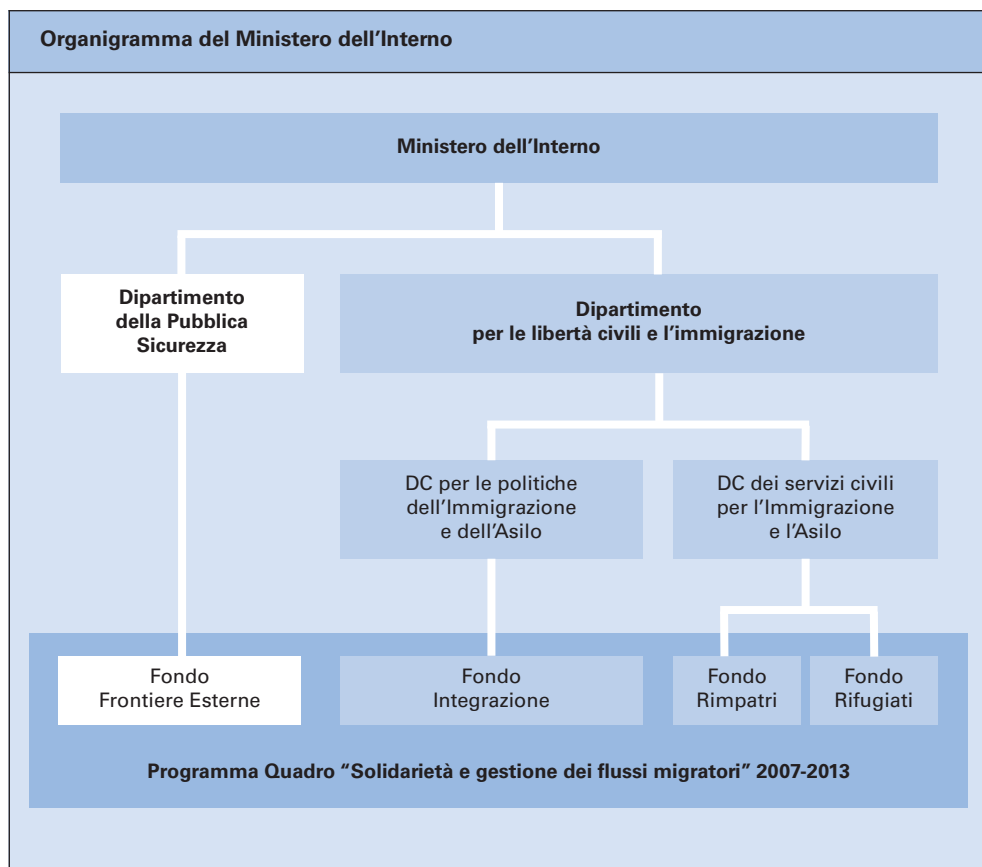 Organigramma del Ministero dell'Interno
Ministero dell'Interno
Dipartimento
della Pubblica
Sicurezza
Dipartimento
per le libertà civili e l'immigrazione
DC per le politiche
dell'Immigrazione
e dell'Asilo
DC dei servizi civili
per l'Immigrazione
e l'Asilo
Fondo
Frontiere Esterne
Fondo
Integrazione
Fondo
Rimpatri
Fondo
Rifugiati
Programma Quadro “Solidarietà e gestione dei flussi migratori” 2007-2013